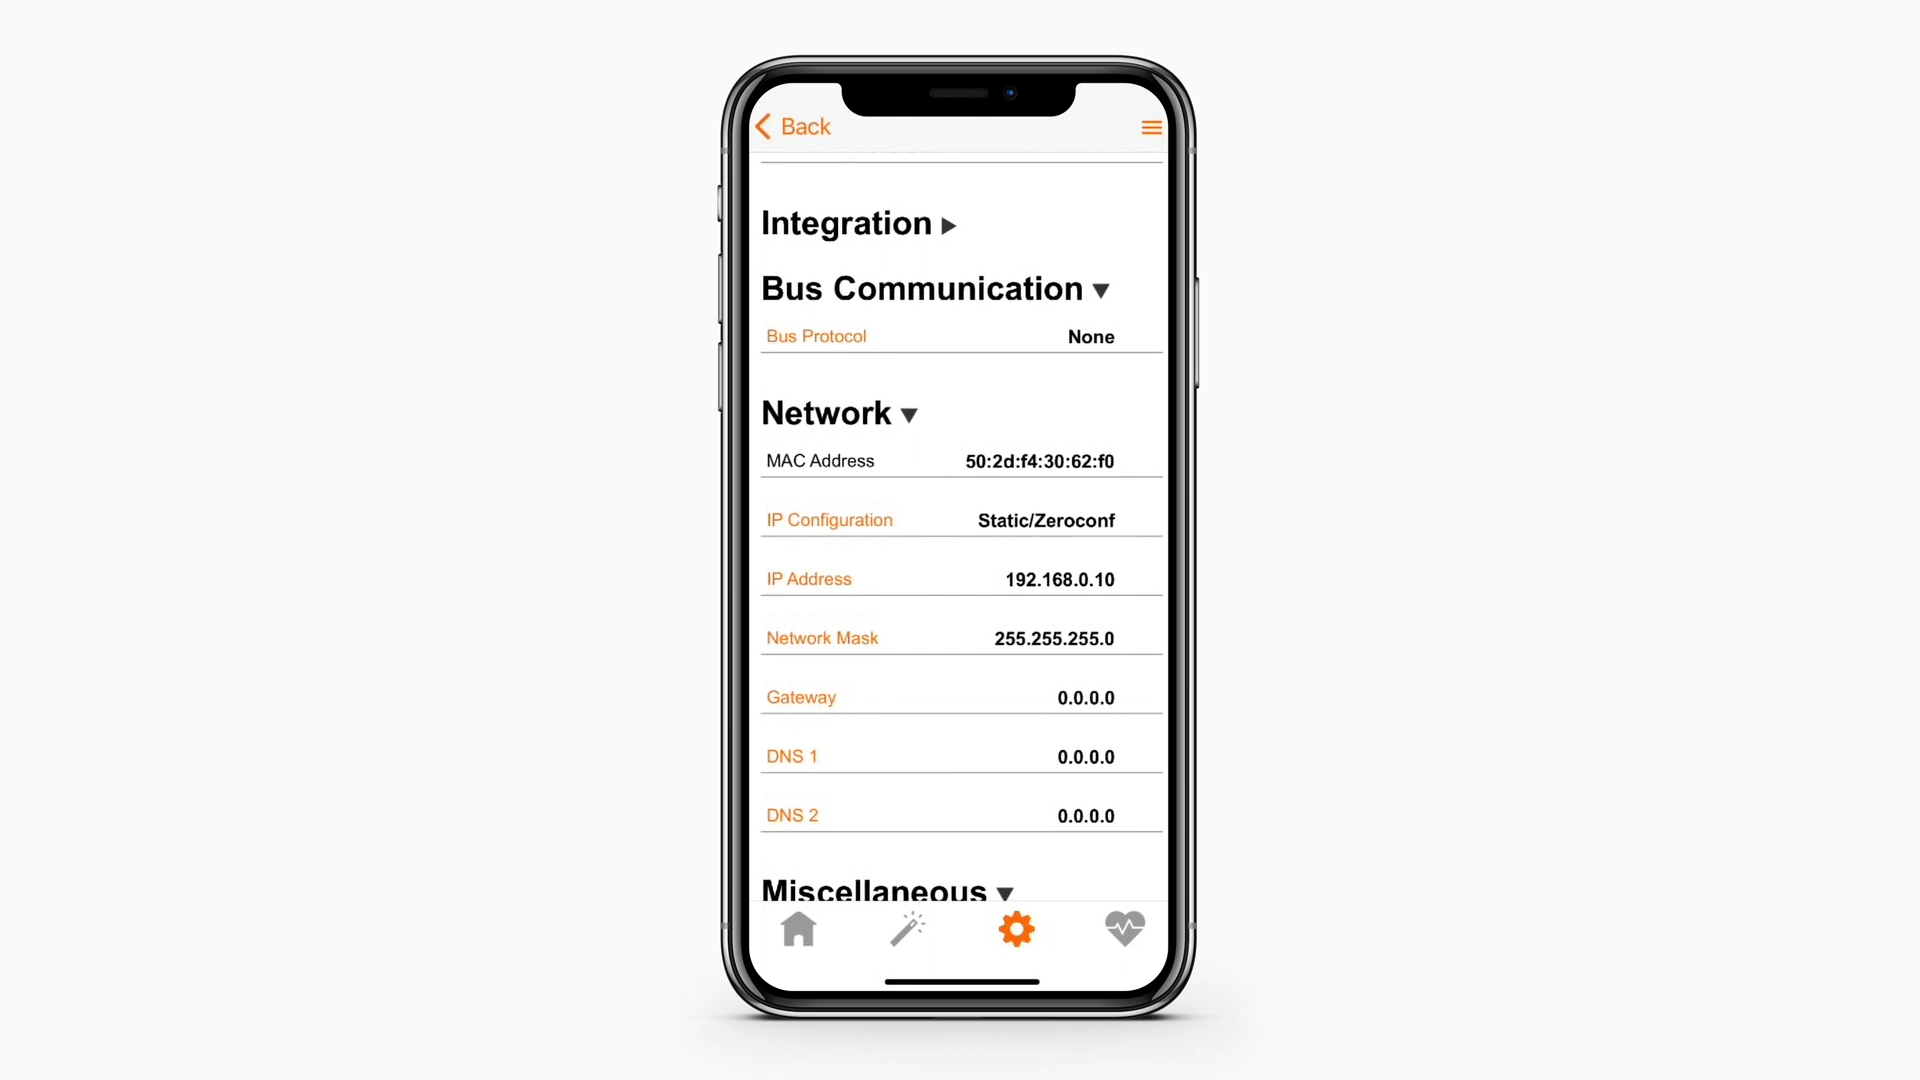 Back
Integration
Bus Communication
Bus Protocol None
Network
MAC Address 50:2d:f4:30:62:f0
IP Configuration Static/Zeroconf
IP Address 192.168.0.10
Network Mask 255.255.255.0
Gateway 0.0.0.0
DNS 1 0.0.0.0
DNS 2 0.0.0.0
Miscellaneous